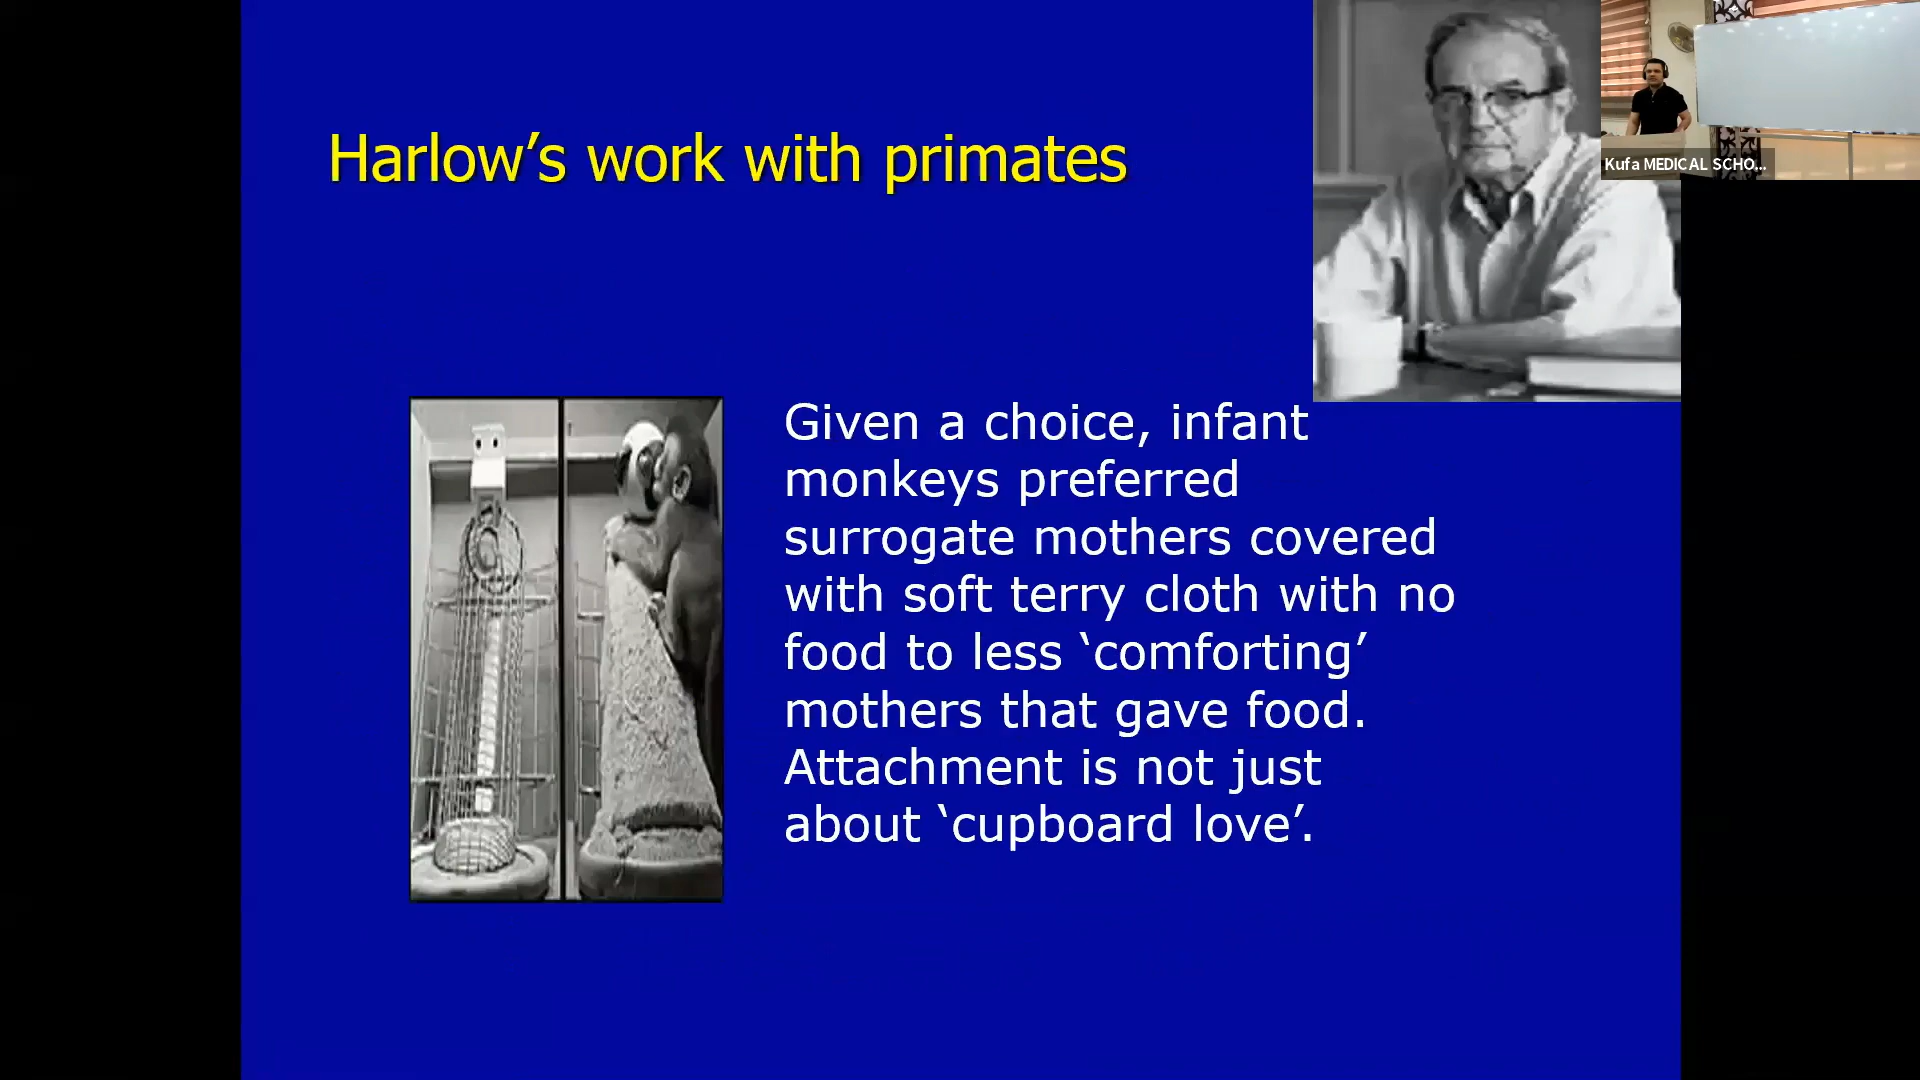 Harlow’s work with primates
Kufa MEDICAL SCHO...
Given a choice, infant
monkeys preferred
surrogate mothers covered
with soft terry cloth with no
food to less ‘comforting’
mothers that gave food.
Attachment is not just
about ‘cupboard love’.